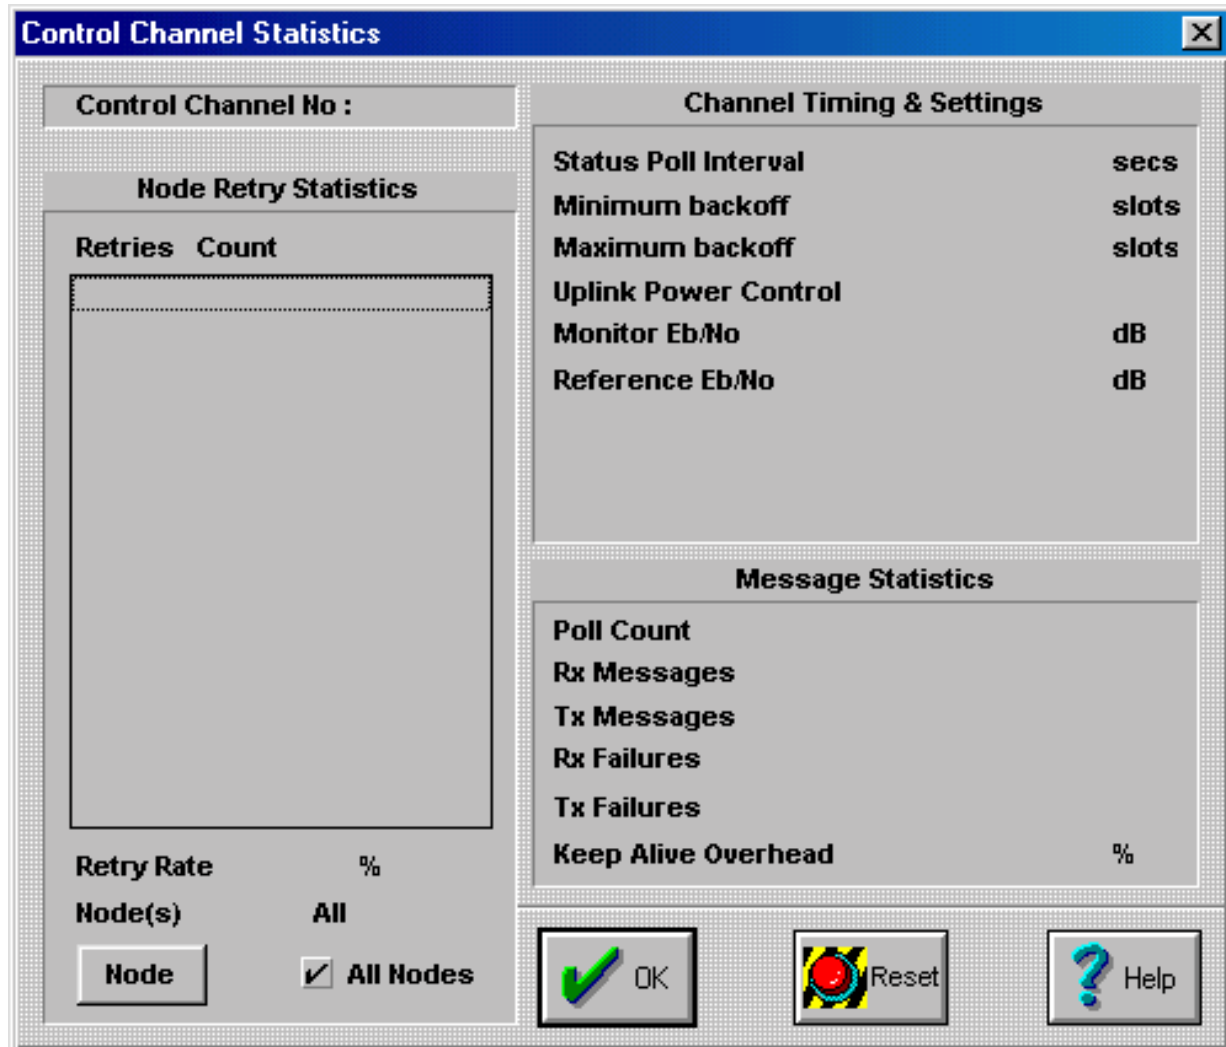 Control Channel Statistics
Control Channel No :
Node Retry Statistics
Retries Count
Retry Rate %
Node(s) All
Node
All Nodes
Channel Timing & Settings
Status Poll Interval secs
Minimum backoff slots
Maximum backoff slots
Uplink Power Control
Monitor Eb/No dB
Reference Eb/No dB
Message Statistics
Poll Count
Rx Messages
Tx Messages
Rx Failures
Tx Failures
Keep Alive Overhead %
OK
Reset
Help